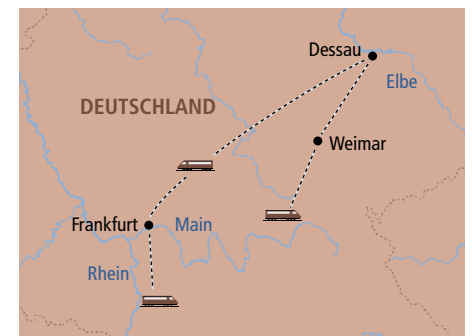 Dessau
Elbe
DEUTSCHLAND
Weimar
Frankfurt
Main
Rhein